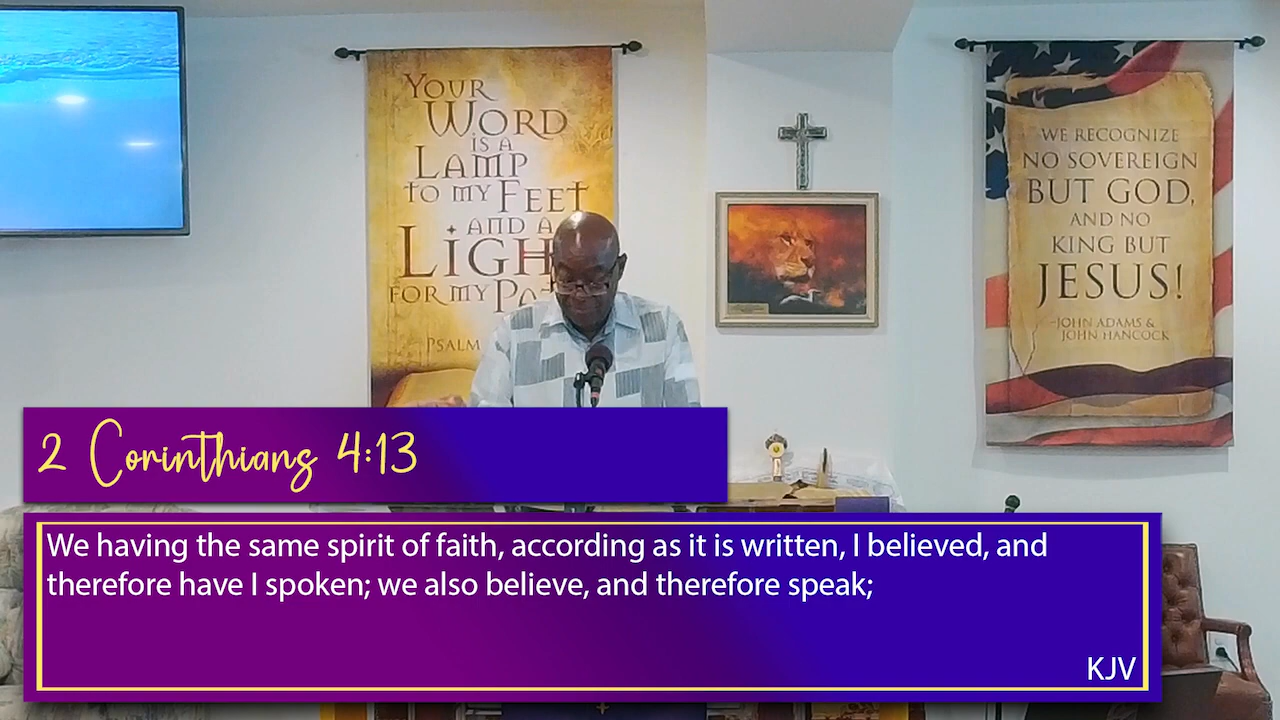 YOUR
WORD
IS A
LAMP
TO MY FEET
AND A
LIGH
FOR MY PAT
PSALM
WE RECOGNIZE
NO SOVEREIGN
BUT GOD,
AND NO
KING BUT
JESUS!
-JOHN ADAMS &
JOHN HANCOCK
2 Corinthians 4:13
We having the same spirit of faith, according as it is written, I believed, and
therefore have I spoken; we also believe, and therefore speak;
KJV